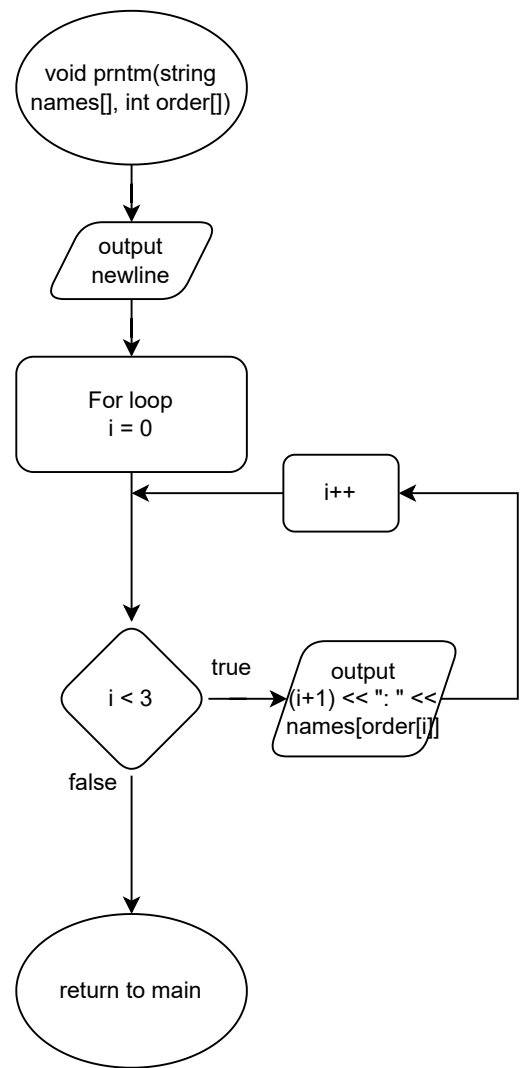 void prntm(string
names[], int order[])
output
newline
For loop
i = 0
i++
i < 3
true
output
(i+1) << ": " <<
names[order[i]]
false
return to main